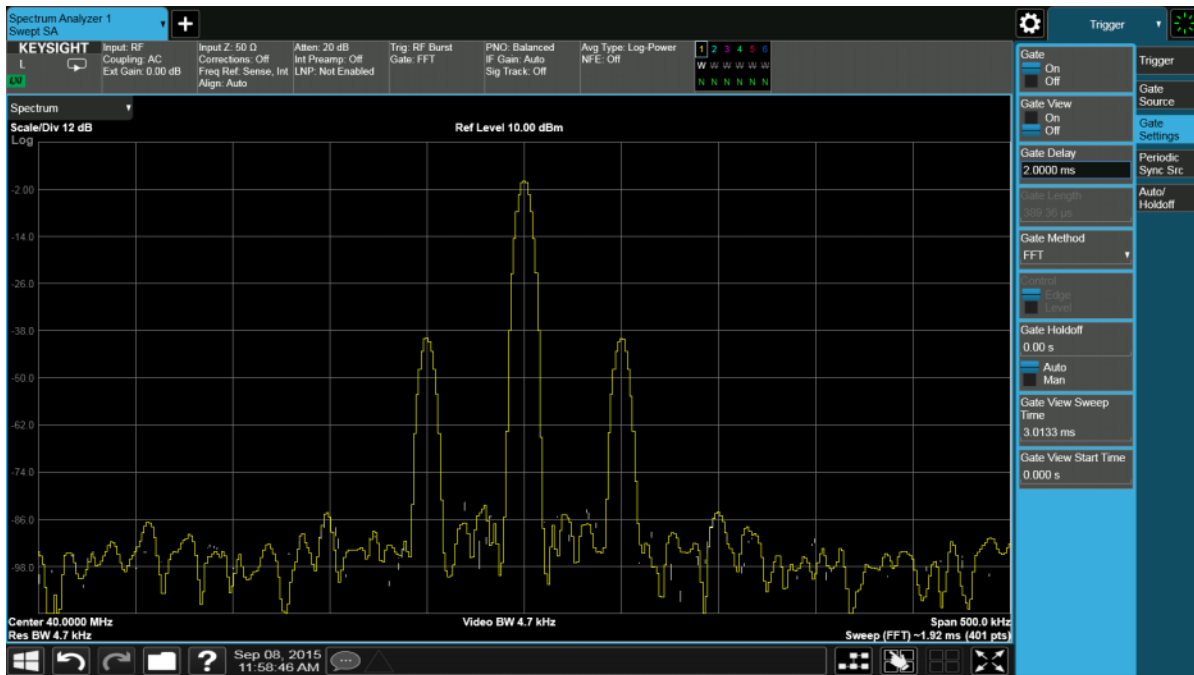 Spectrum Analyzer 1
Swept SA
Trigger
KEYSIGHT
L
LXI
Input: RF
Coupling: AC
Ext Gain: 0.00 dB
Input Z: 50 Ω
Corrections: Off
Freq Ref: Sense, Int
Align: Auto
Atten: 20 dB
Int Preamp: Off
LNP: Not Enabled
Trig: RF Burst
Gate: FFT
PNO: Balanced
IF Gain: Auto
Sig Track: Off
Avg Type: Log-Power
NFE: Off
1 2 3 4 5 6
W W W W W W
N N N N N N
Spectrum
Scale/Div 12 dB
Ref Level 10.00 dBm
Log
-2.00
-14.0
-26.0
-38.0
-50.0
-62.0
-74.0
-86.0
-98.0
Center 40.0000 MHz
Video BW 4.7 kHz
Span 500.0 kHz
Res BW 4.7 kHz
Sweep (FFT) ~1.92 ms (401 pts)
Gate
On
Off
Gate View
On
Off
Gate Delay
2.0000 ms
Gate Length
389.36 µs
Gate Method
FFT
Control
Edge
Level
Gate Holdoff
0.00 s
Auto
Man
Gate View Sweep
Time
3.0133 ms
Gate View Start Time
0.000 s
Trigger
Gate
Source
Gate
Settings
Periodic
Sync Src
Auto/
Holdoff
?
Sep 08, 2015
11:58:46 AM